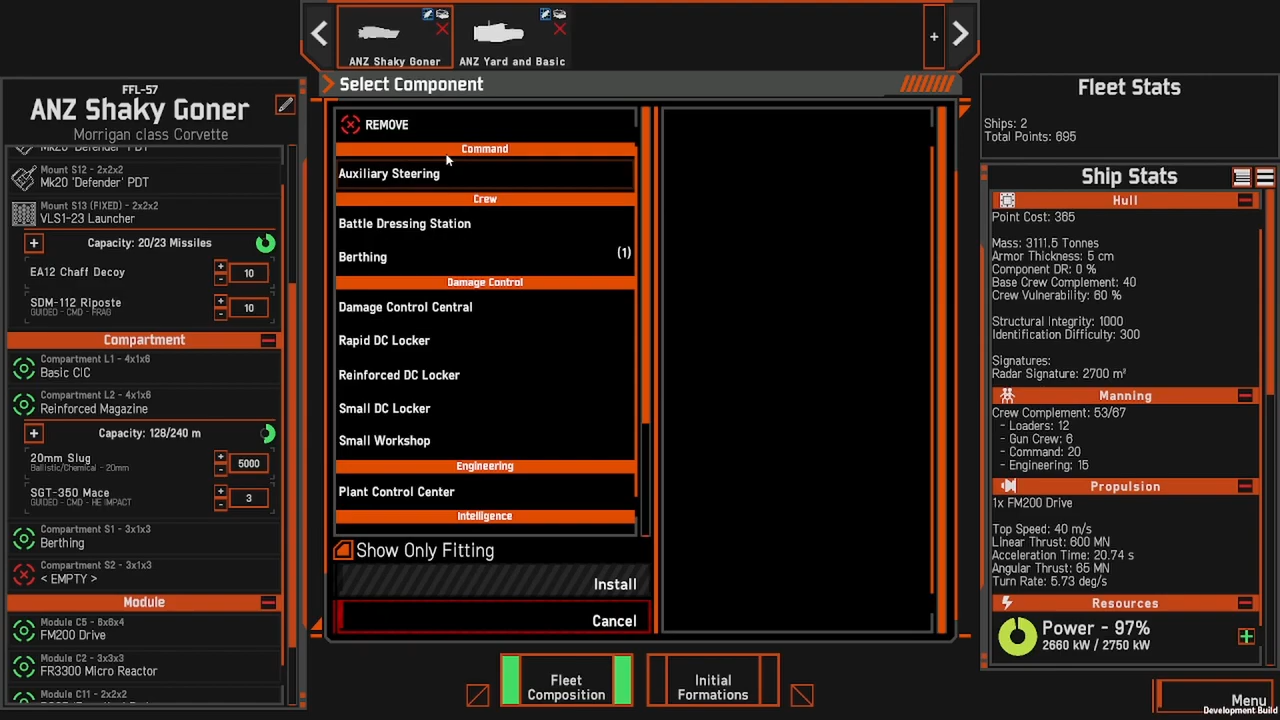 ANZ Shaky Goner
ANZ Yard and Basic
+
Select Component
FFL-57
ANZ Shaky Goner
Morrigan class Corvette
Mk20 'Defender' PDT
Mount S12 - 2x2x2
Mk20 'Defender' PDT
Mount S13 (FIXED) - 2x2x2
VLS1-23 Launcher
+
Capacity: 20/23 Missiles
EA12 Chaff Decoy
+
-
10
SDM-112 Riposte
GUIDED - CMD - FRAG
+
-
10
Compartment
Compartment L1 - 4x1x6
Basic CIC
Compartment L2 - 4x1x6
Reinforced Magazine
+
Capacity: 128/240 m
20mm Slug
Ballistic/Chemical - 20mm
+
-
5000
SGT-350 Mace
GUIDED - CMD - HE IMPACT
+
-
3
Compartment S1 - 3x1x3
Berthing
Compartment S2 - 3x1x3
< EMPTY >
Module
Module C5 - 6x6x4
FM200 Drive
Module C2 - 3x3x3
FR3300 Micro Reactor
Module C11 - 2x2x2
REMOVE
Command
Auxiliary Steering
Crew
Battle Dressing Station
Berthing
(1)
Damage Control
Damage Control Central
Rapid DC Locker
Reinforced DC Locker
Small DC Locker
Small Workshop
Engineering
Plant Control Center
Intelligence
Show Only Fitting
Install
Cancel
Fleet Composition
Initial Formations
Fleet Stats
Ships: 2
Total Points: 695
Ship Stats
Hull
Point Cost: 365
Mass: 3111.5 Tonnes
Armor Thickness: 5 cm
Component DR: 0 %
Base Crew Complement: 40
Crew Vulnerability: 60 %
Structural Integrity: 1000
Identification Difficulty: 300
Signatures:
Radar Signature: 2700 m²
Manning
Crew Complement: 53/67
- Loaders: 12
- Gun Crew: 6
- Command: 20
- Engineering: 15
Propulsion
1x FM200 Drive
Top Speed: 40 m/s
Linear Thrust: 600 MN
Acceleration Time: 20.74 s
Angular Thrust: 65 MN
Turn Rate: 5.73 deg/s
Resources
Power - 97%
2660 kW / 2750 kW
+
Menu
Development Build